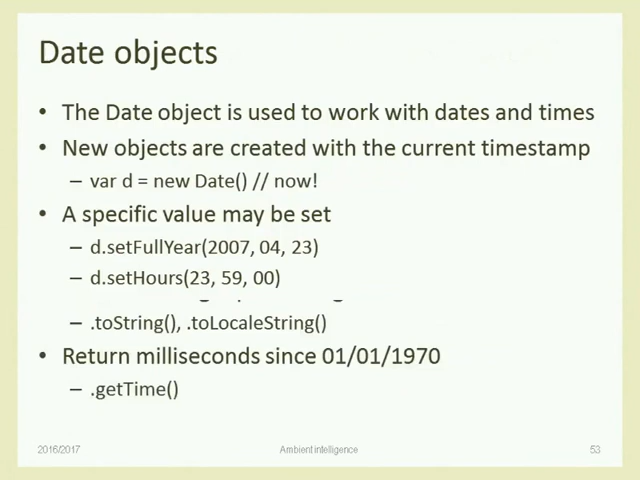 Date objects
• The Date object is used to work with dates and times
• New objects are created with the current timestamp
– var d = new Date() // now!
• A specific value may be set
– d.setFullYear(2007, 04, 23)
– d.setHours(23, 59, 00)
– .toString(), .toLocaleString()
• Return milliseconds since 01/01/1970
– .getTime()
2016/2017
Ambient intelligence
53